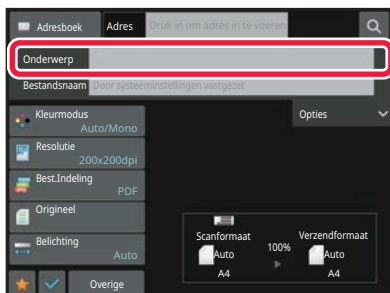 Adresboek
Adres
Druk in om adres in te voeren
Onderwerp
Bestandsnaam
Door systeeminstellingen vastgezet
Kleurmodus
Auto/Mono
Opties
Resolutie
200x200dpi
Best.Indeling
PDF
Origineel
Belichting
Auto
Scanformaat
Auto
A4
100%
Verzendformaat
Auto
A4
Overige